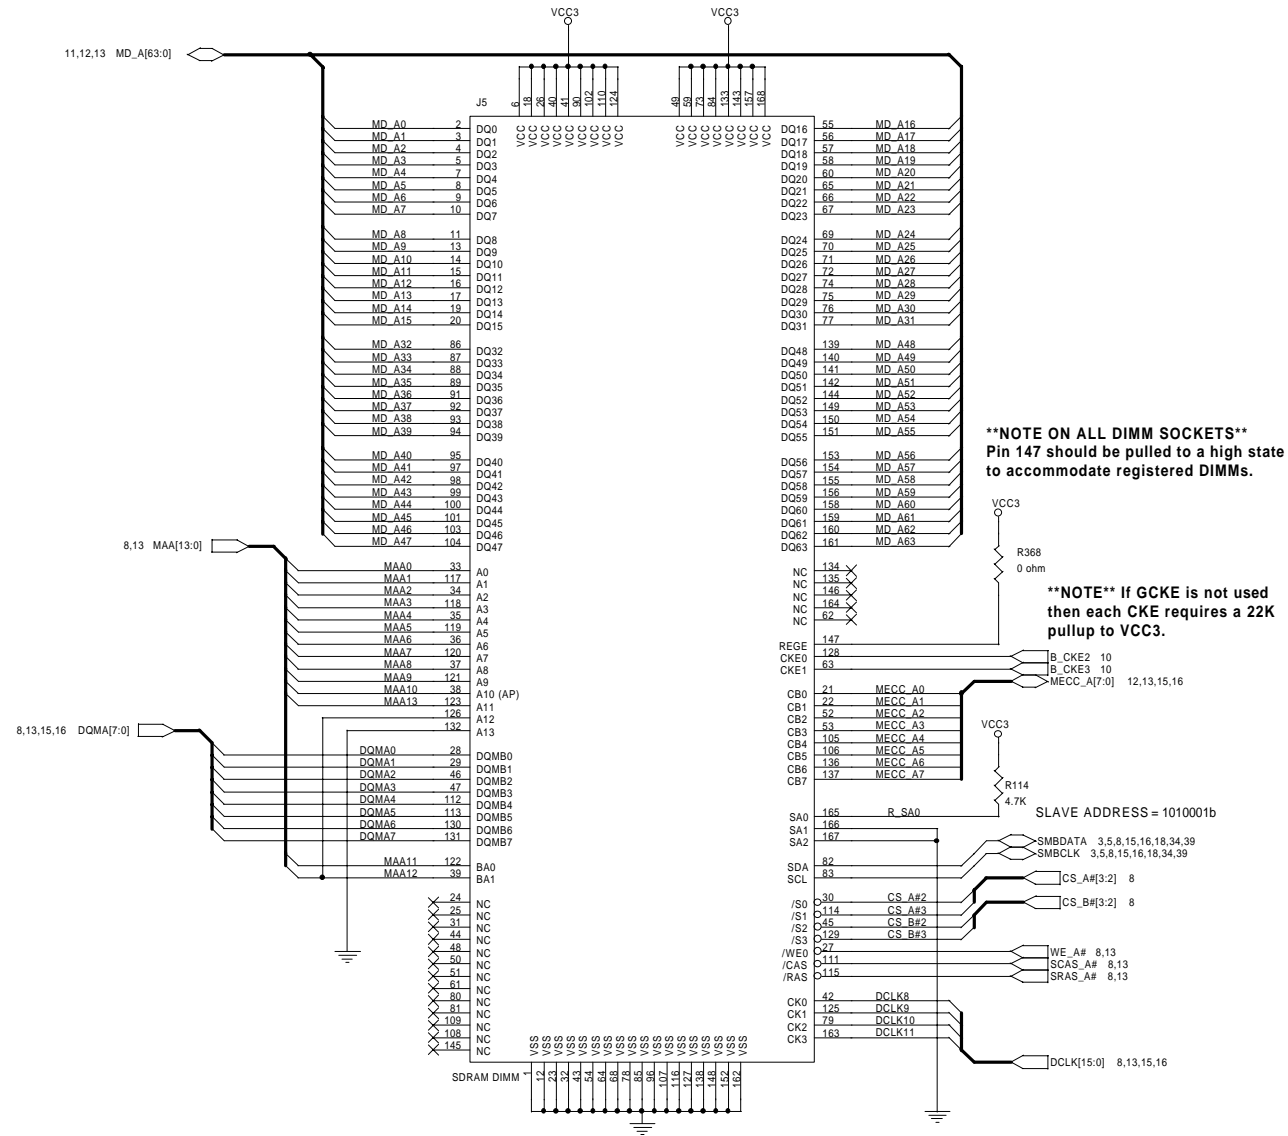 VCC3 VCC3
11,12,13 MD_A[63:0]
J5
6 18 26 40 41 90 102 110 124 49 59 73 84 133 143 157 168
VCC VCC VCC VCC VCC VCC VCC VCC VCC VCC VCC VCC VCC VCC VCC VCC VCC
MD_A0 2 DQ0 DQ16 55 MD_A16
MD_A1 3 DQ1 DQ17 56 MD_A17
MD_A2 4 DQ2 DQ18 57 MD_A18
MD_A3 5 DQ3 DQ19 58 MD_A19
MD_A4 7 DQ4 DQ20 60 MD_A20
MD_A5 8 DQ5 DQ21 65 MD_A21
MD_A6 9 DQ6 DQ22 66 MD_A22
MD_A7 10 DQ7 DQ23 67 MD_A23
MD_A8 11 DQ8 DQ24 69 MD_A24
MD_A9 13 DQ9 DQ25 70 MD_A25
MD_A10 14 DQ10 DQ26 71 MD_A26
MD_A11 15 DQ11 DQ27 72 MD_A27
MD_A12 16 DQ12 DQ28 74 MD_A28
MD_A13 17 DQ13 DQ29 75 MD_A29
MD_A14 19 DQ14 DQ30 76 MD_A30
MD_A15 20 DQ15 DQ31 77 MD_A31
MD_A32 86 DQ32 DQ48 139 MD_A48
MD_A33 87 DQ33 DQ49 140 MD_A49
MD_A34 88 DQ34 DQ50 141 MD_A50
MD_A35 89 DQ35 DQ51 142 MD_A51
MD_A36 91 DQ36 DQ52 144 MD_A52
MD_A37 92 DQ37 DQ53 149 MD_A53
MD_A38 93 DQ38 DQ54 150 MD_A54
MD_A39 94 DQ39 DQ55 151 MD_A55
**NOTE ON ALL DIMM SOCKETS**
Pin 147 should be pulled to a high state
to accommodate registered DIMMs.
MD_A40 95 DQ40 DQ56 153 MD_A56
MD_A41 97 DQ41 DQ57 154 MD_A57
MD_A42 98 DQ42 DQ58 155 MD_A58
MD_A43 99 DQ43 DQ59 156 MD_A59
MD_A44 100 DQ44 DQ60 158 MD_A60
MD_A45 101 DQ45 DQ61 159 MD_A61
MD_A46 103 DQ46 DQ62 160 MD_A62
MD_A47 104 DQ47 DQ63 161 MD_A63
VCC3
R368
0 ohm
8,13 MAA[13:0]
MAA0 33 A0 NC 134
MAA1 117 A1 NC 135
MAA2 34 A2 NC 146
MAA3 118 A3 NC 164
MAA4 35 A4 NC 62
MAA5 119 A5
MAA6 36 A6 REGE 147
MAA7 120 A7 CKE0 128 B_CKE2 10
MAA8 37 A8 CKE1 63 B_CKE3 10
MAA9 121 A9 MECC_A[7:0] 12,13,15,16
MAA10 38 A10 (AP) CB0 21 MECC_A0
MAA13 123 A11 CB1 22 MECC_A1
126 A12 CB2 52 MECC_A2
132 A13 CB3 53 MECC_A3
CB4 105 MECC_A4
CB5 106 MECC_A5
CB6 136 MECC_A6
CB7 137 MECC_A7
**NOTE** If GCKE is not used
then each CKE requires a 22K
pullup to VCC3.
8,13,15,16 DQMA[7:0]
DQMA0 28 DQMB0
DQMA1 29 DQMB1
DQMA2 46 DQMB2
DQMA3 47 DQMB3
DQMA4 112 DQMB4
DQMA5 113 DQMB5
DQMA6 130 DQMB6
DQMA7 131 DQMB7
VCC3
R114
4.7K
SLAVE ADDRESS = 1010001b
SA0 165 R_SA0
SA1 166
SA2 167
MAA11 122 BA0 SDA 82 SMBDATA 3,5,8,15,16,18,34,39
MAA12 39 BA1 SCL 83 SMBCLK 3,5,8,15,16,18,34,39
24 NC /S0 30 CS_A#2 CS_A#[3:2] 8
25 NC /S1 114 CS_A#3
31 NC /S2 45 CS_B#2 CS_B#[3:2] 8
44 NC /S3 129 CS_B#3
48 NC /WE0 27 WE_A# 8,13
50 NC /CAS 111 SCAS_A# 8,13
51 NC /RAS 115 SRAS_A# 8,13
61 NC
80 NC CK0 42 DCLK8
81 NC CK1 125 DCLK9
109 NC CK2 79 DCLK10
108 NC CK3 163 DCLK11
145 NC
DCLK[15:0] 8,13,15,16
VSS VSS VSS VSS VSS VSS VSS VSS VSS VSS VSS VSS VSS VSS VSS VSS VSS VSS
SDRAM DIMM
1 12 23 32 43 54 64 68 78 85 96 107 116 127 138 148 152 162